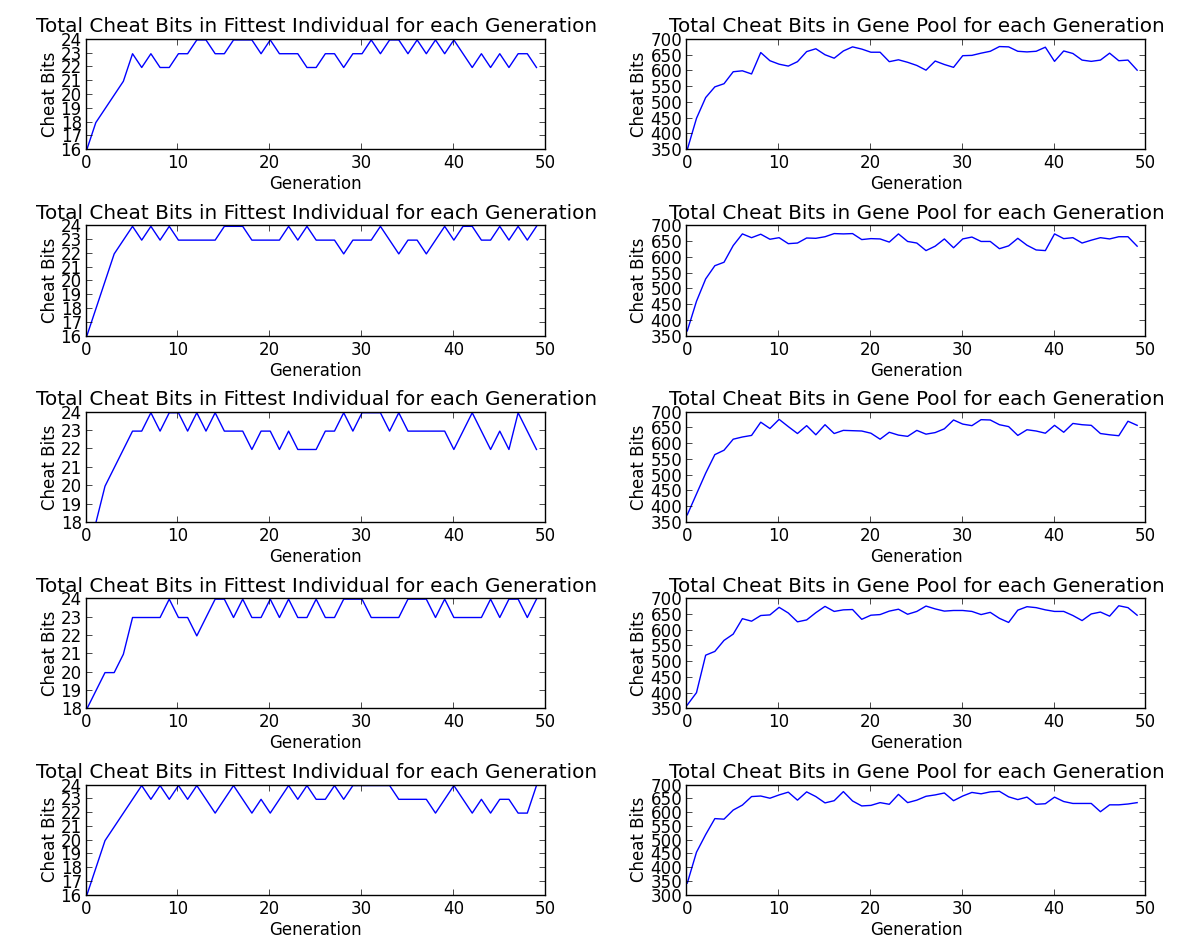 Total Cheat Bits in Fittest Individual for each Generation
24
23
22
21
20
19
18
17
16
Cheat Bits
0 10 20 30 40 50
Generation
Total Cheat Bits in Gene Pool for each Generation
700
650
600
550
500
450
400
350
Cheat Bits
0 10 20 30 40 50
Generation
Total Cheat Bits in Fittest Individual for each Generation
24
23
22
21
20
19
18
17
16
Cheat Bits
0 10 20 30 40 50
Generation
Total Cheat Bits in Gene Pool for each Generation
700
650
600
550
500
450
400
350
Cheat Bits
0 10 20 30 40 50
Generation
Total Cheat Bits in Fittest Individual for each Generation
24
23
22
21
20
19
18
Cheat Bits
0 10 20 30 40 50
Generation
Total Cheat Bits in Gene Pool for each Generation
700
650
600
550
500
450
400
350
Cheat Bits
0 10 20 30 40 50
Generation
Total Cheat Bits in Fittest Individual for each Generation
24
23
22
21
20
19
18
Cheat Bits
0 10 20 30 40 50
Generation
Total Cheat Bits in Gene Pool for each Generation
700
650
600
550
500
450
400
350
Cheat Bits
0 10 20 30 40 50
Generation
Total Cheat Bits in Fittest Individual for each Generation
24
23
22
21
20
19
18
17
16
Cheat Bits
0 10 20 30 40 50
Generation
Total Cheat Bits in Gene Pool for each Generation
700
650
600
550
500
450
400
350
300
Cheat Bits
0 10 20 30 40 50
Generation